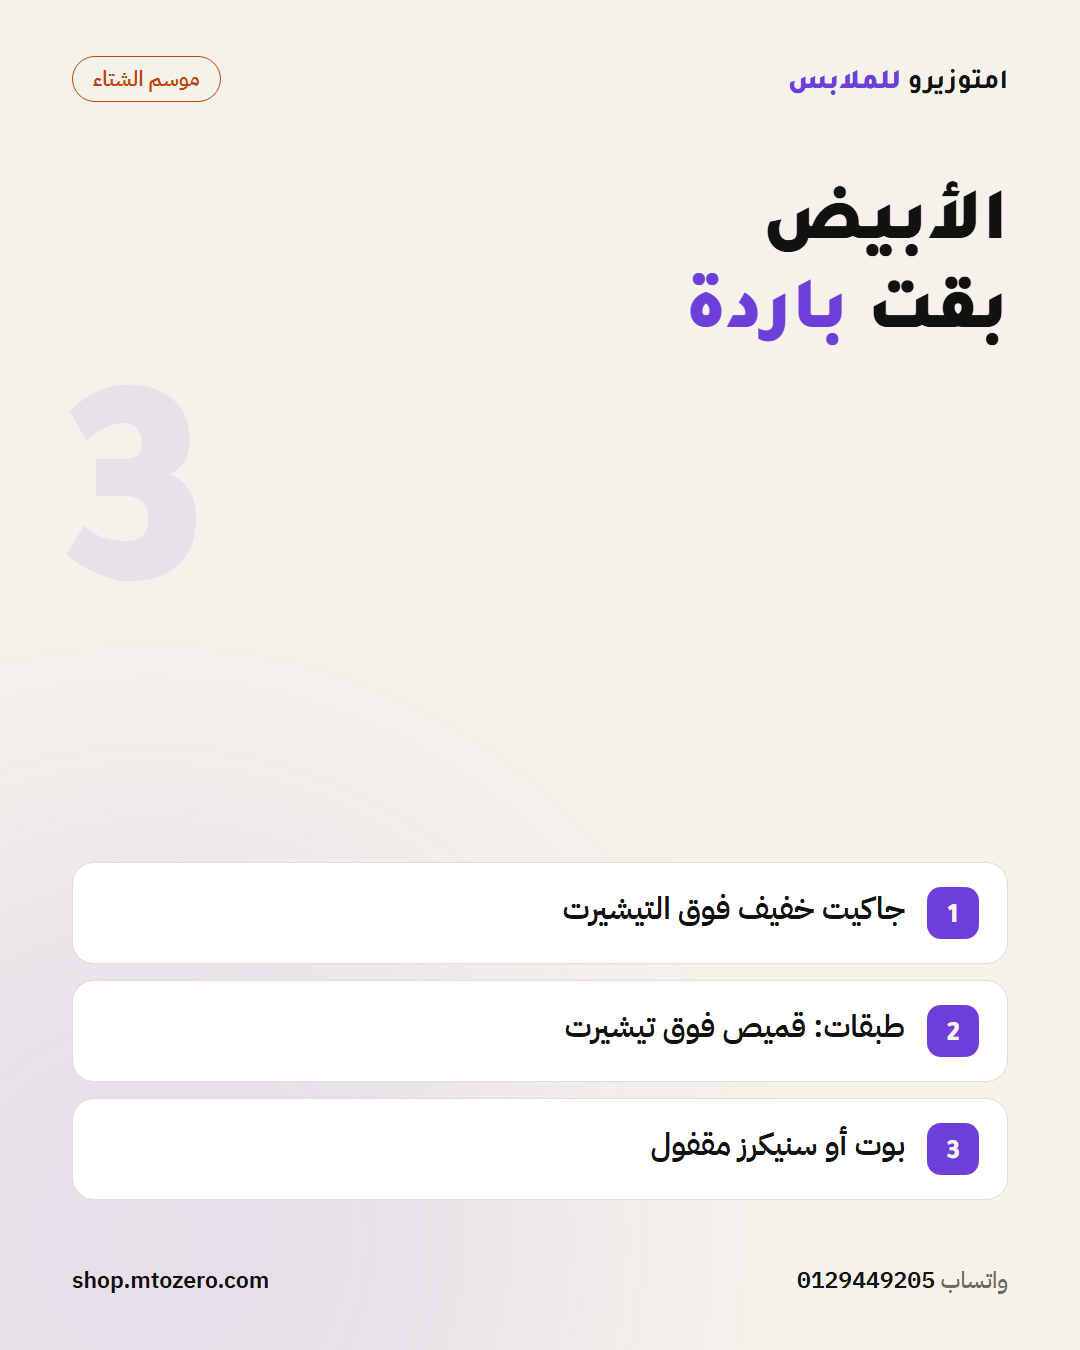 امتوزيرو للملابس
موسم الشتاء
الأبيض
بقت باردة
3
1 جاكيت خفيف فوق التيشيرت
2 طبقات: قميص فوق تيشيرت
3 بوت أو سنيكرز مقفول
واتساب 0129449205
shop.mtozero.com